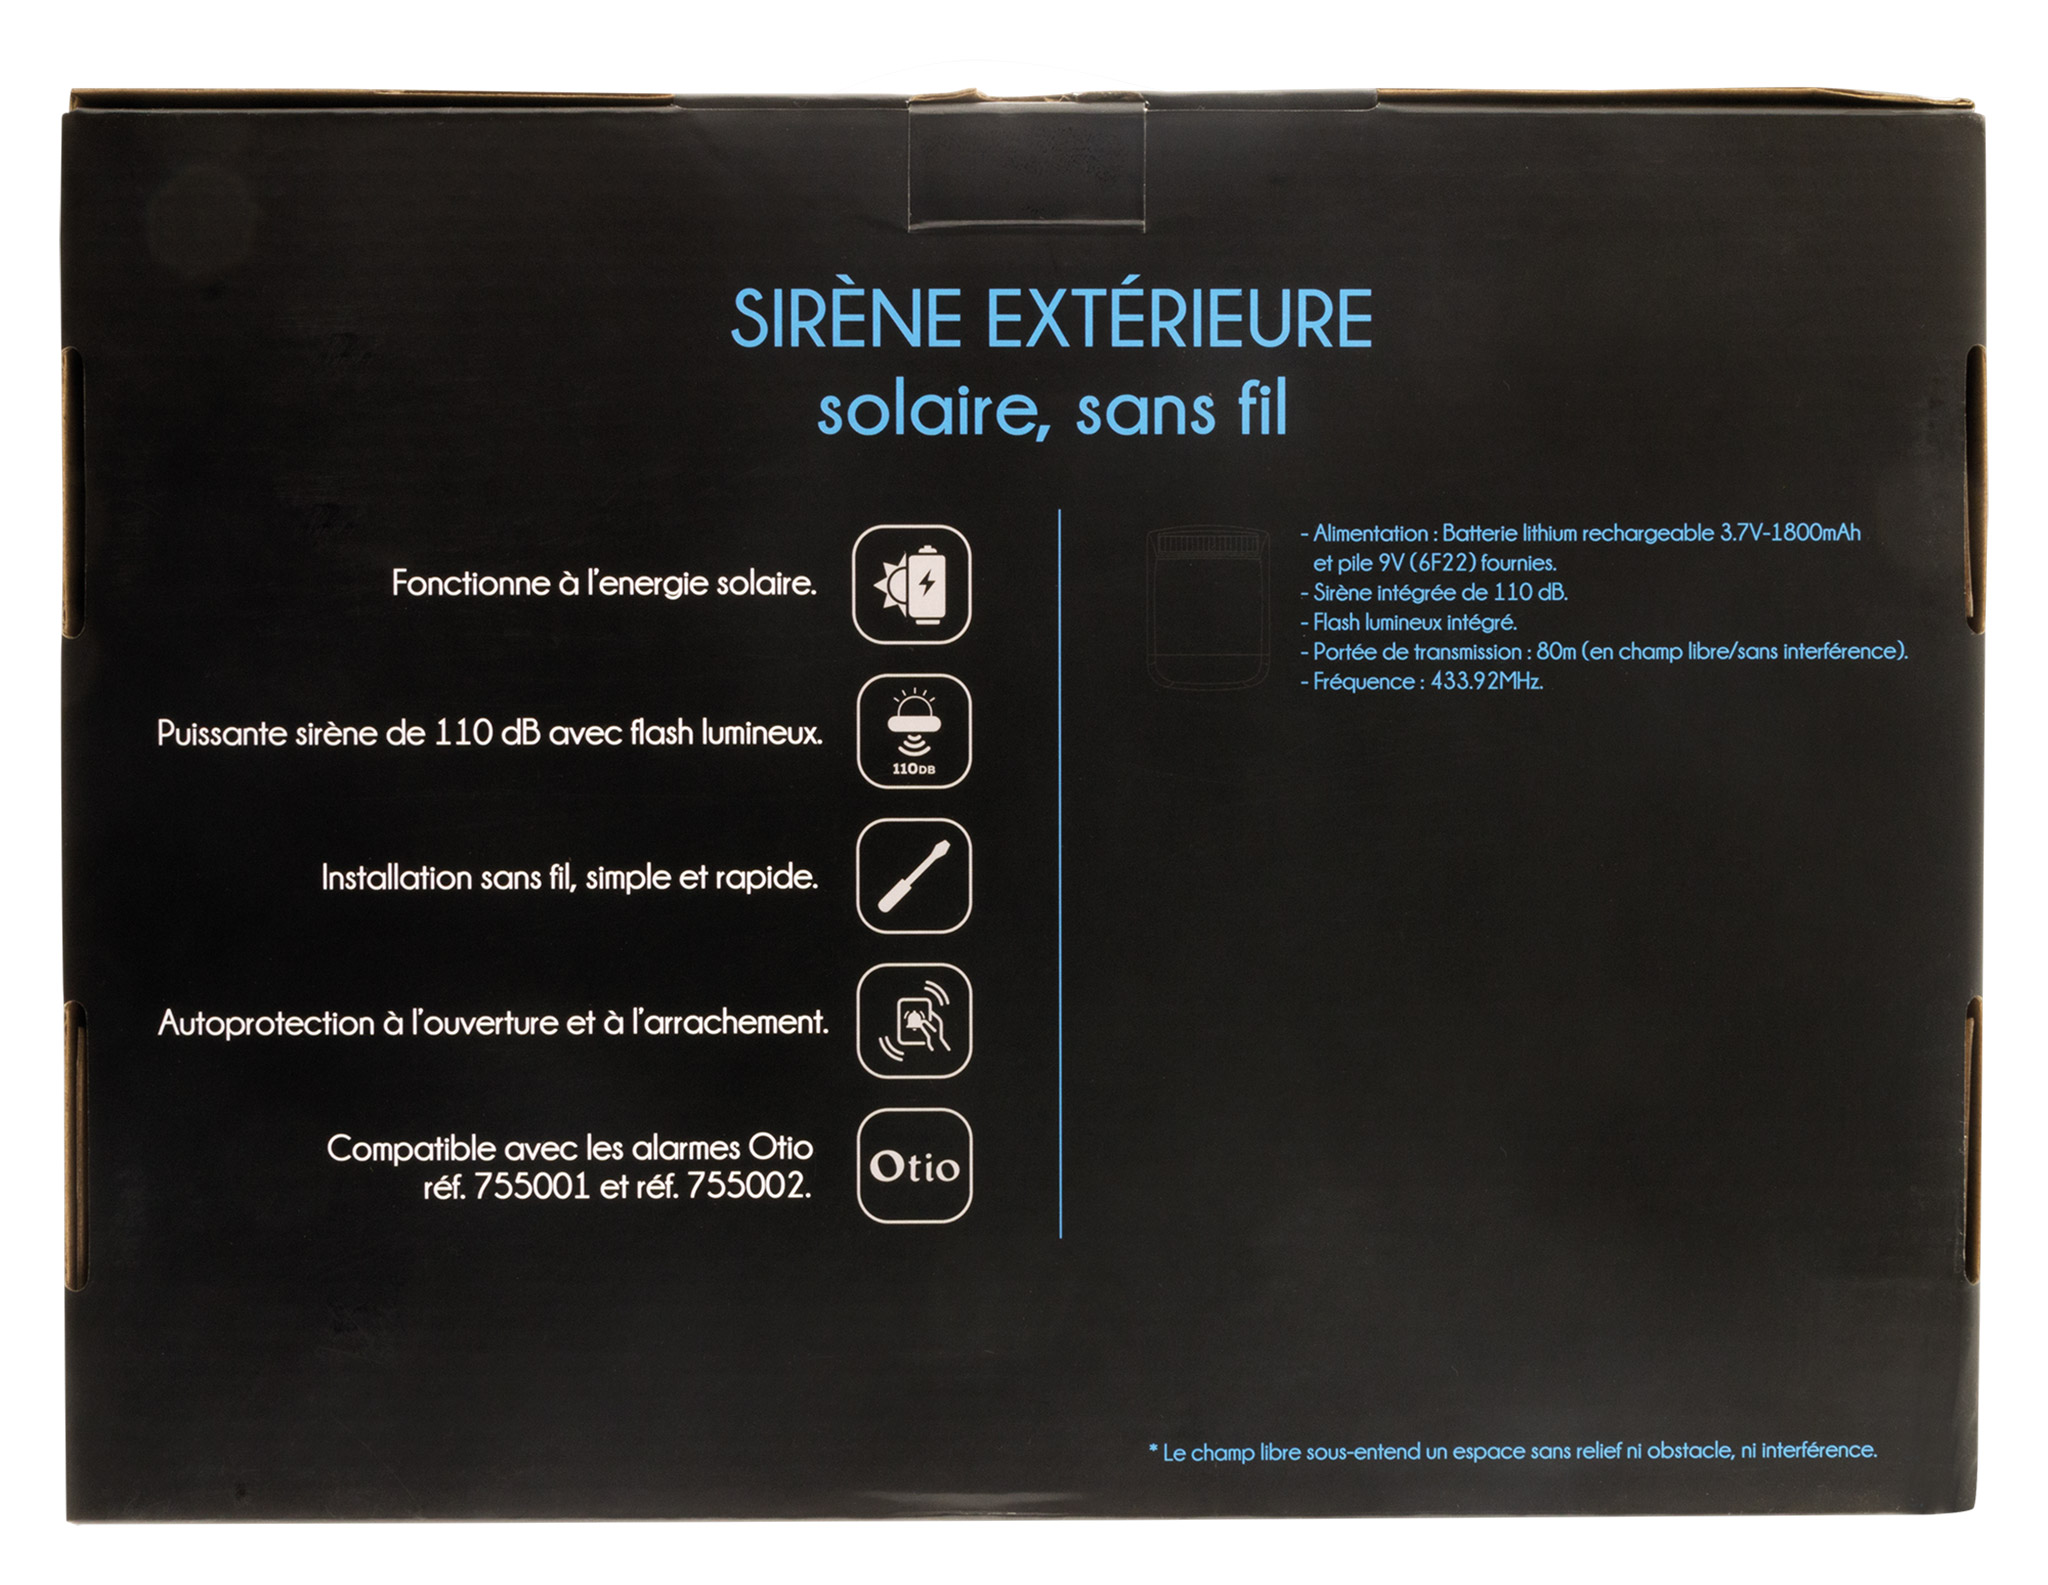 SIRÈNE EXTÉRIEURE
solaire, sans fil
Fonctionne à l'energie solaire.
Puissante sirène de 110 dB avec flash lumineux.
110DB
Installation sans fil, simple et rapide.
Autoprotection à l'ouverture et à l'arrachement.
Compatible avec les alarmes Otio
réf. 755001 et réf. 755002.
Otio
- Alimentation : Batterie lithium rechargeable 3.7V-1800mAh
et pile 9V (6F22) fournies.
- Sirène intégrée de 110 dB.
- Flash lumineux intégré.
- Portée de transmission : 80m (en champ libre/sans interférence).
- Fréquence : 433.92MHz.
* Le champ libre sous-entend un espace sans relief ni obstacle, ni interférence.